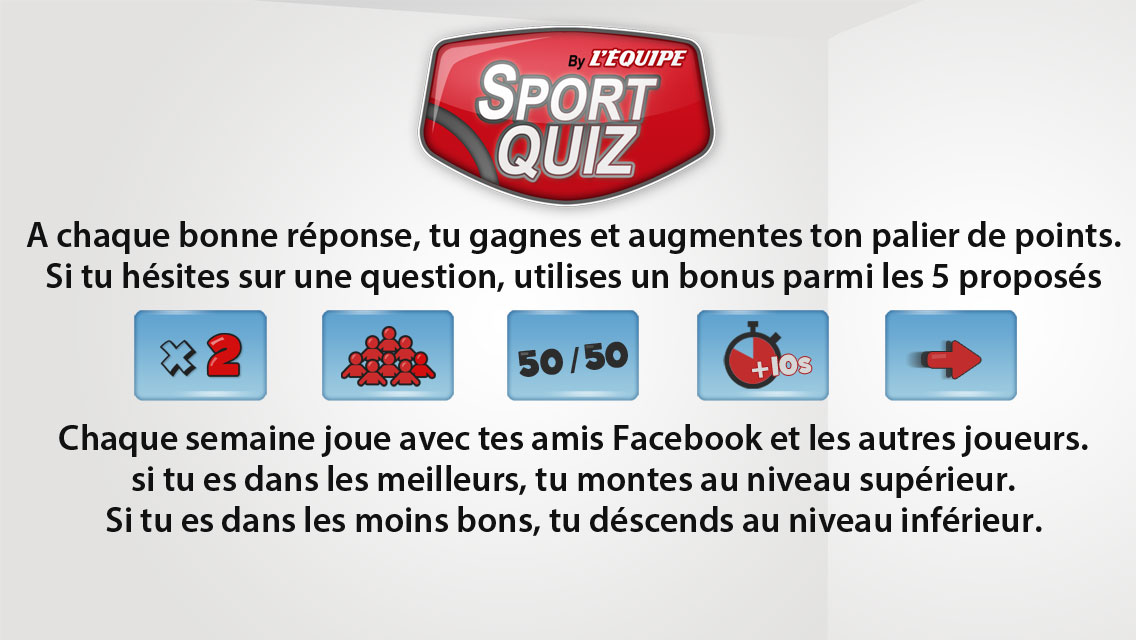 By L'ÉQUIPE
SPORT
QUIZ
A chaque bonne réponse, tu gagnes et augmentes ton palier de points.
Si tu hésites sur une question, utilises un bonus parmi les 5 proposés
x 2
50 / 50
+10s
Chaque semaine joue avec tes amis Facebook et les autres joueurs.
si tu es dans les meilleurs, tu montes au niveau supérieur.
Si tu es dans les moins bons, tu déscends au niveau inférieur.